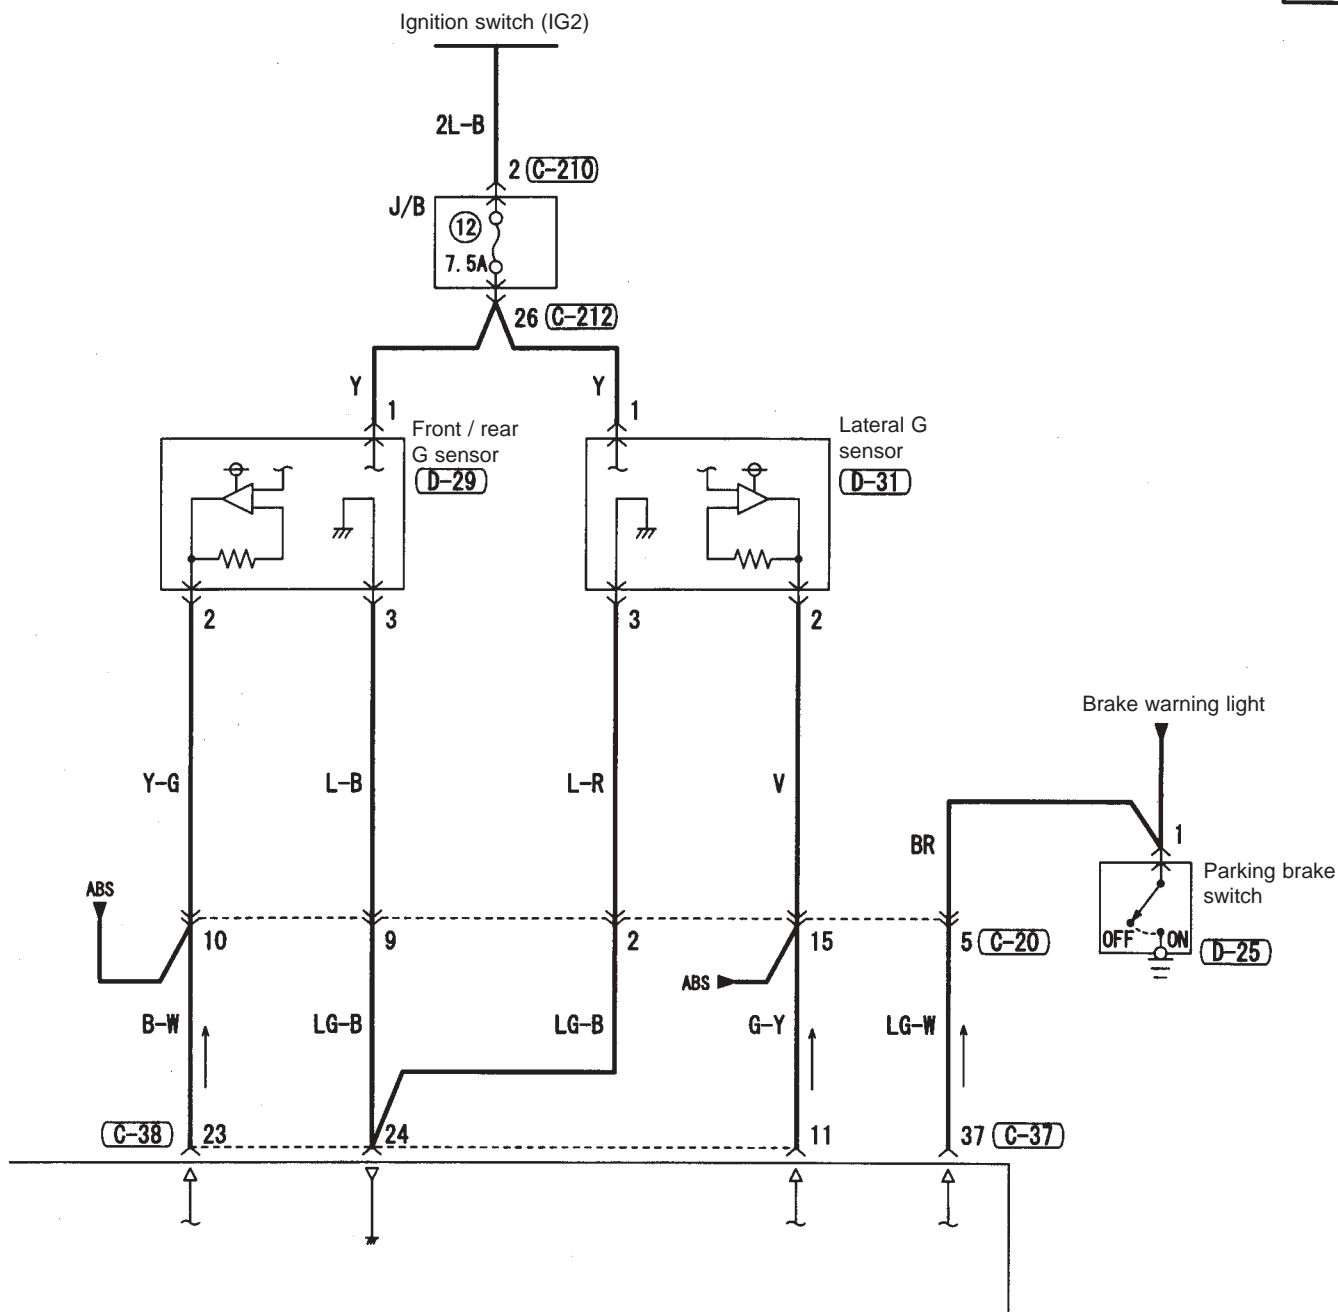 Ignition switch (IG2)
2L-B
2 C-210
J/B
12
7.5A
26 C-212
Y
Y
1
1
Front / rear
G sensor
D-29
Lateral G
sensor
D-31
2
3
3
2
Brake warning light
Y-G
L-B
L-R
V
BR
1
Parking brake
switch
OFF
ON
D-25
ABS
10
9
2
15
5 C-20
ABS
B-W
LG-B
LG-B
G-Y
LG-W
C-38 23
24
11
37 C-37